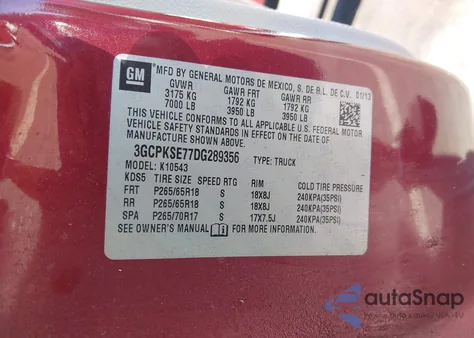 GM
MFD BY GENERAL MOTORS DE MEXICO, S. DE R.L. DE C.V. 01/13
GVWR GAWR FRT GAWR RR
3175 KG 1792 KG 1792 KG
7000 LB 3950 LB 3950 LB
THIS VEHICLE CONFORMS TO ALL APPLICABLE U.S. FEDERAL
MOTOR VEHICLE SAFETY STANDARDS IN EFFECT ON THE DATE OF
MANUFACTURE SHOWN ABOVE.
3GCPKSE77DG289356 TYPE: TRUCK
MODEL: K10543
KDS5 TIRE SIZE SPEED RTG RIM COLD TIRE PRESSURE
FRT P265/65R18 S 18X8J 240KPA(35PSI)
RR P265/65R18 S 18X8J 240KPA(35PSI)
SPA P265/70R17 S 17X7.5J 240KPA(35PSI)
SEE OWNER'S MANUAL FOR MORE INFORMATION.
autoSnap